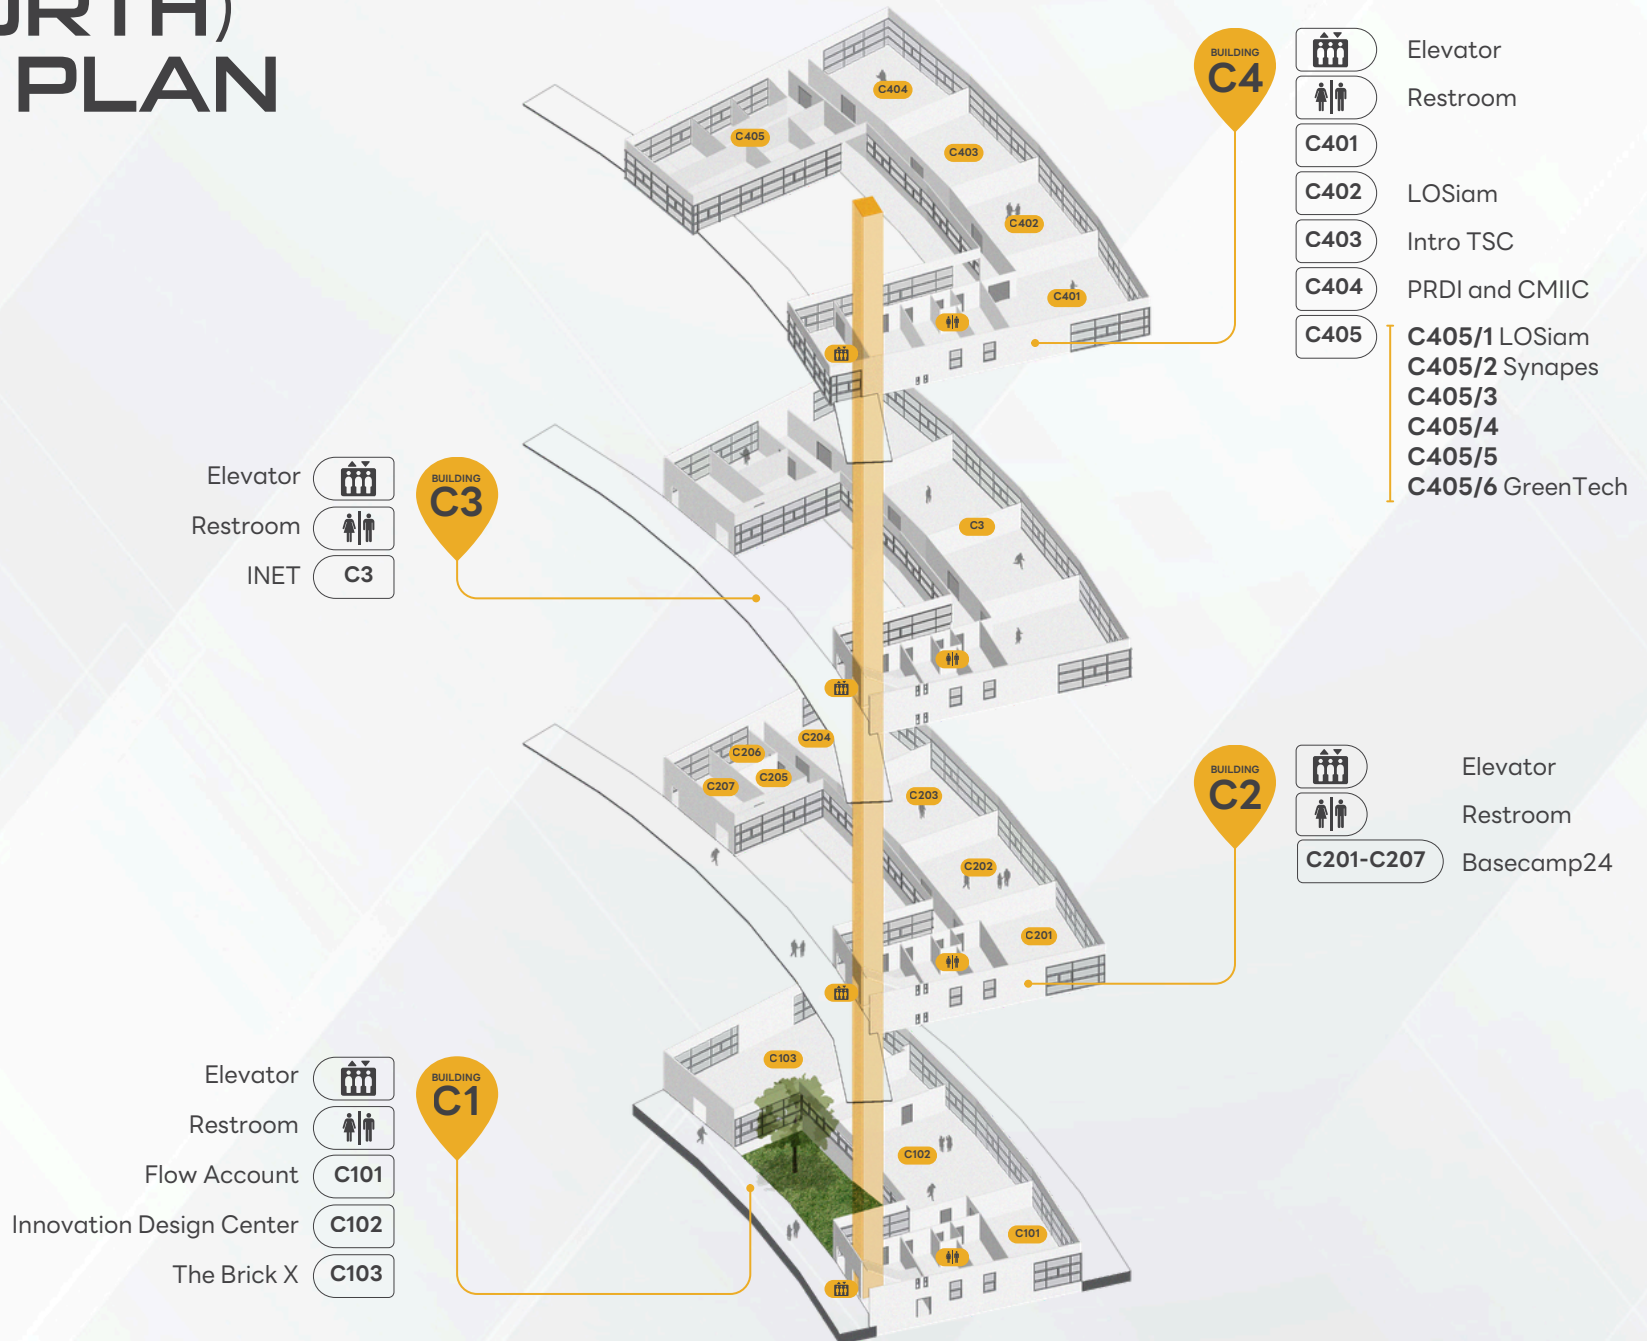 PLAN
BUILDING
C4
Elevator
Restroom
C401
C402 LOSiam
C403 Intro TSC
C404 PRDI and CMIIC
C405
C405/1 LOSiam
C405/2 Synapes
C405/3
C405/4
C405/5
C405/6 GreenTech
C404
C405
C403
C402
C401
BUILDING
C3
Elevator
Restroom
INET C3
C3
BUILDING
C2
Elevator
Restroom
C201-C207 Basecamp24
C204
C206
C205
C207
C203
C202
C201
BUILDING
C1
Elevator
Restroom
Flow Account C101
Innovation Design Center C102
The Brick X C103
C103
C102
C101